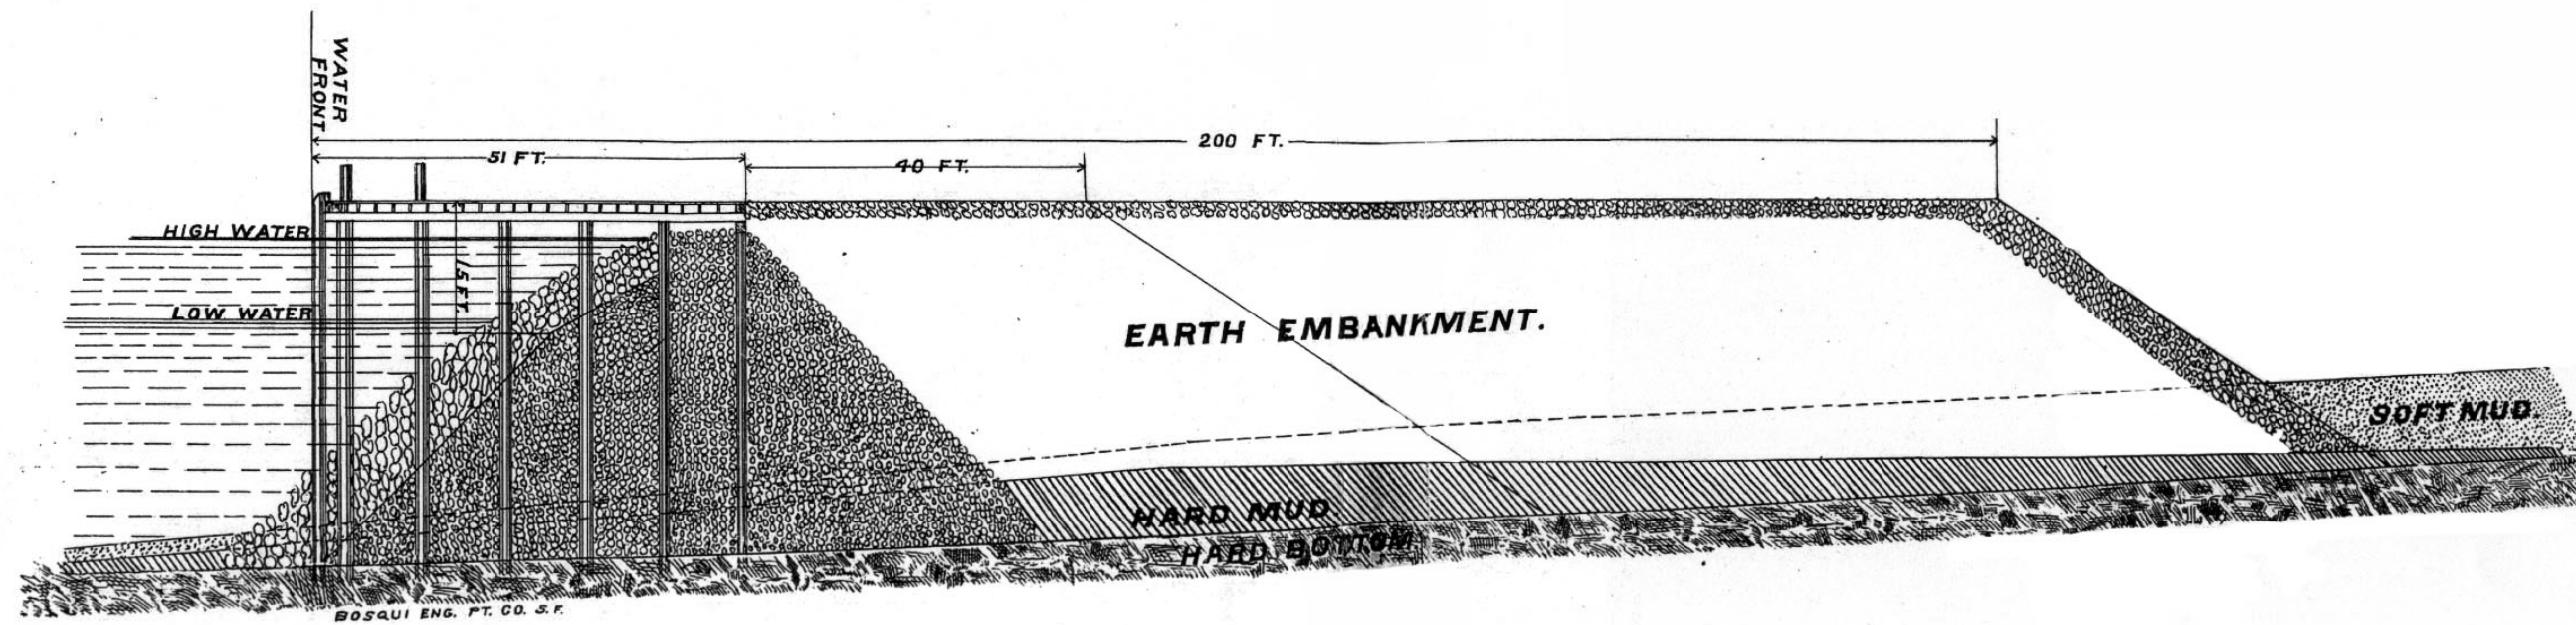 WATER
FRONT
200 FT.
51 FT.
40 FT.
HIGH WATER
15 FT.
LOW WATER
EARTH EMBANKMENT.
SOFT MUD.
HARD MUD.
HARD BOTTOM
BOSQUI ENG. PT. CO. S.F.